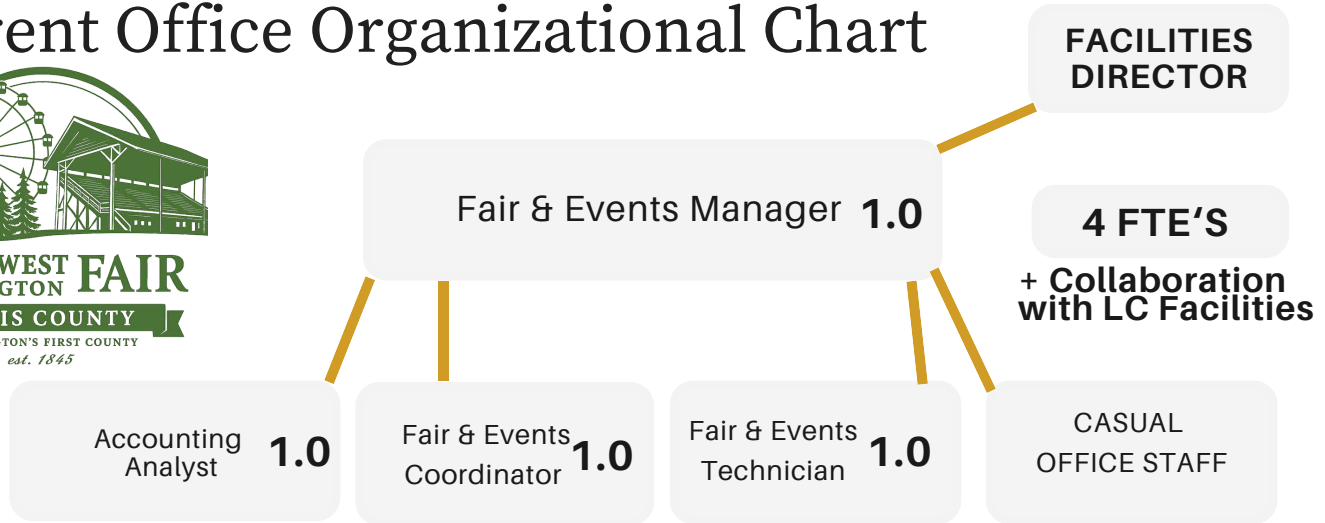 rent Office Organizational Chart
FACILITIES
DIRECTOR
Fair & Events Manager 1.0
4 FTE‘S
+ Collaboration
with LC Facilities
WEST
GTON FAIR
IS COUNTY
TON'S FIRST COUNTY
est. 1845
Accounting
Analyst 1.0
Fair & Events
Coordinator 1.0
Fair & Events
Technician 1.0
CASUAL
OFFICE STAFF